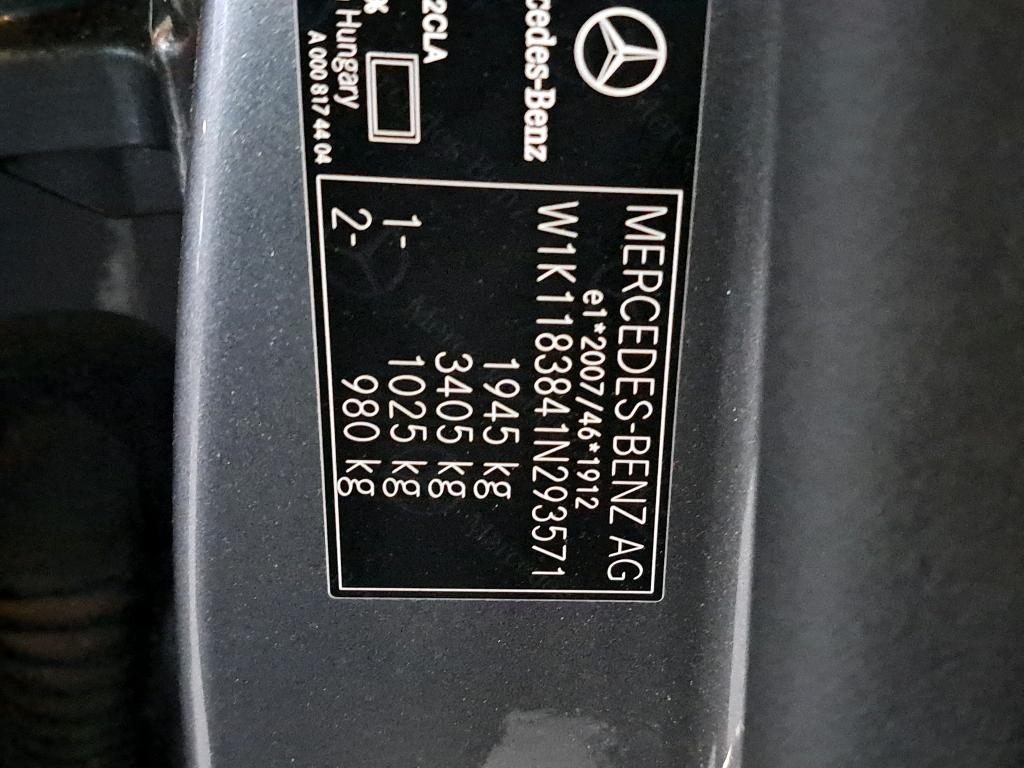 MERCEDES-BENZ AG
e1*2007/46*1912
W1K1183841N293571
1945 kg
3405 kg
1- 1025 kg
2- 980 kg
cedes-Benz
2CLA
Hungary
A 000 817 44 04